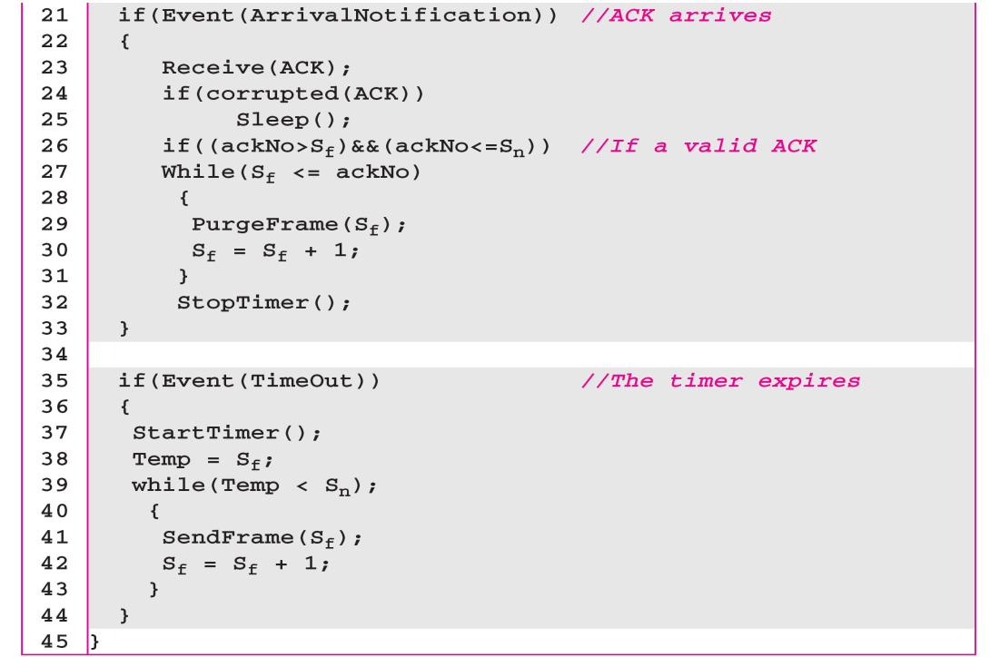 21 if(Event(ArrivalNotification)) //ACK arrives
22 {
23 Receive(ACK);
24 if(corrupted(ACK))
25 Sleep();
26 if((ackNo>Sf)&&(ackNo<=Sn)) //If a valid ACK
27 While(Sf <= ackNo)
28 {
29 PurgeFrame(Sf);
30 Sf = Sf + 1;
31 }
32 StopTimer();
33 }
34
35 if(Event(TimeOut)) //The timer expires
36 {
37 StartTimer();
38 Temp = Sf;
39 while(Temp < Sn);
40 {
41 SendFrame(Sf);
42 Sf = Sf + 1;
43 }
44 }
45 }